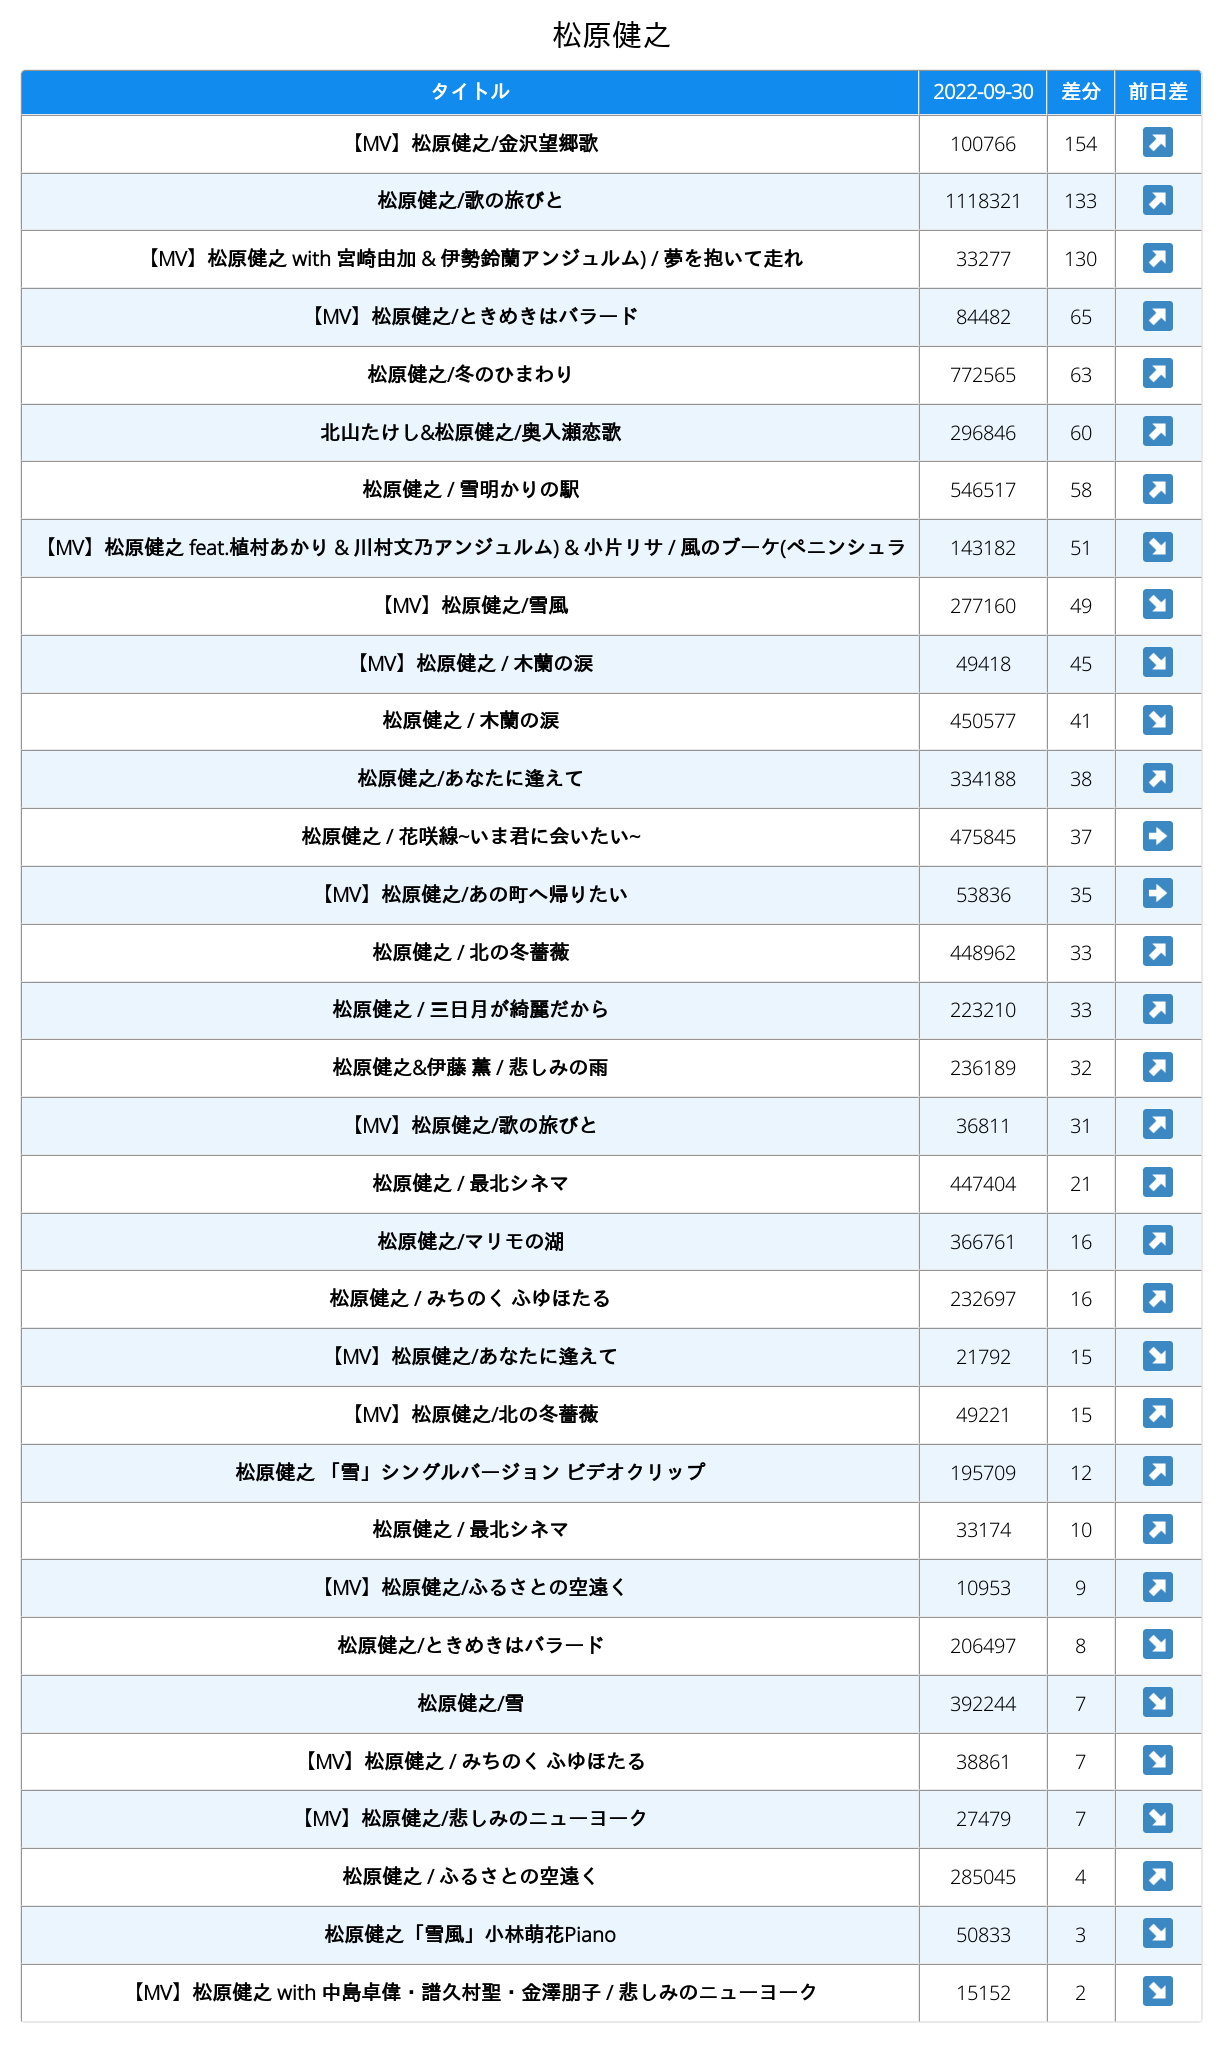 松原健之
タイトル 2022-09-30 差分 前日差
【MV】松原健之/金沢望郷歌 100766 154
松原健之/歌の旅びと 1118321 133
【MV】松原健之 with 宮崎由加 & 伊勢鈴蘭アンジュルム) / 夢を抱いて走れ 33277 130
【MV】松原健之/ときめきはバラード 84482 65
松原健之/冬のひまわり 772565 63
北山たけし&松原健之/奥入瀬恋歌 296846 60
松原健之 / 雪明かりの駅 546517 58
【MV】松原健之 feat.植村あかり & 川村文乃アンジュルム) & 小片リサ / 風のブーケ(ペニンシュラ 143182 51
【MV】松原健之/雪風 277160 49
【MV】松原健之 / 木蘭の涙 49418 45
松原健之 / 木蘭の涙 450577 41
松原健之/あなたに逢えて 334188 38
松原健之 / 花咲線~いま君に会いたい~ 475845 37
【MV】松原健之/あの町へ帰りたい 53836 35
松原健之 / 北の冬薔薇 448962 33
松原健之 / 三日月が綺麗だから 223210 33
松原健之&伊藤 薫 / 悲しみの雨 236189 32
【MV】松原健之/歌の旅びと 36811 31
松原健之 / 最北シネマ 447404 21
松原健之/マリモの湖 366761 16
松原健之 / みちのく ふゆほたる 232697 16
【MV】松原健之/あなたに逢えて 21792 15
【MV】松原健之/北の冬薔薇 49221 15
松原健之 「雪」シングルバージョン ビデオクリップ 195709 12
松原健之 / 最北シネマ 33174 10
【MV】松原健之/ふるさとの空遠く 10953 9
松原健之/ときめきはバラード 206497 8
松原健之/雪 392244 7
【MV】松原健之 / みちのく ふゆほたる 38861 7
【MV】松原健之/悲しみのニューヨーク 27479 7
松原健之 / ふるさとの空遠く 285045 4
松原健之「雪風」小林萌花Piano 50833 3
【MV】松原健之 with 中島卓偉・譜久村聖・金澤朋子 / 悲しみのニューヨーク 15152 2